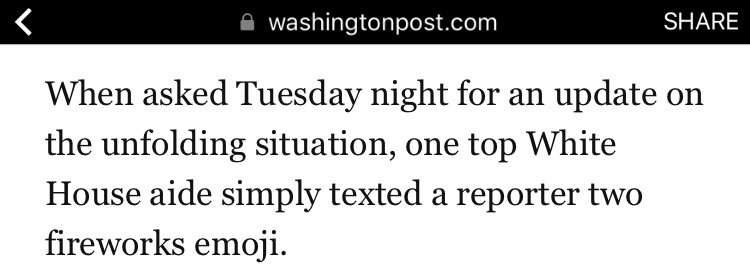 washingtonpost.com SHARE
When asked Tuesday night for an update on
the unfolding situation, one top White
House aide simply texted a reporter two
fireworks emoji.